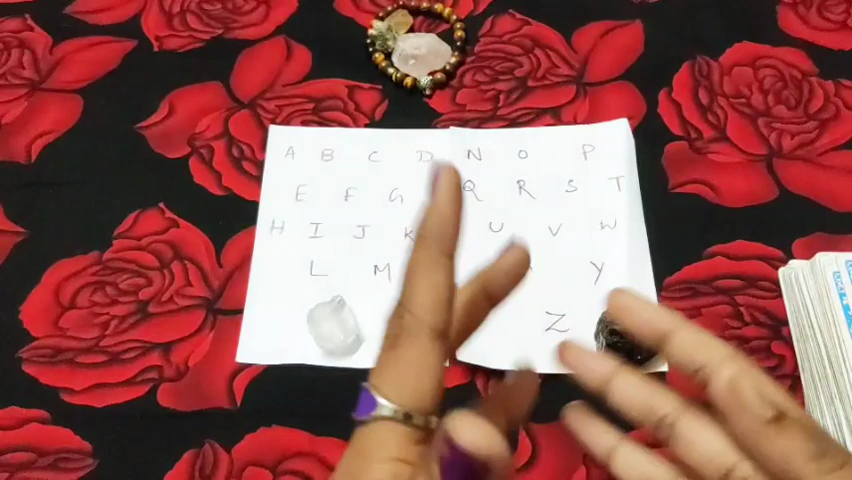 A B C D N O P
E F G Q R S T
H I J K U V W
L M Y
Z